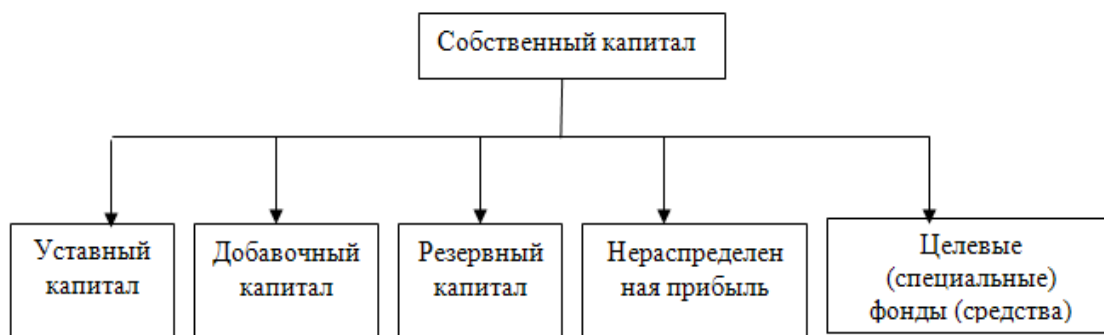 Собственный капитал
Уставный
капитал
Добавочный
капитал
Резервный
капитал
Нераспределен
ная прибыль
Целевые
(специальные)
фонды (средства)